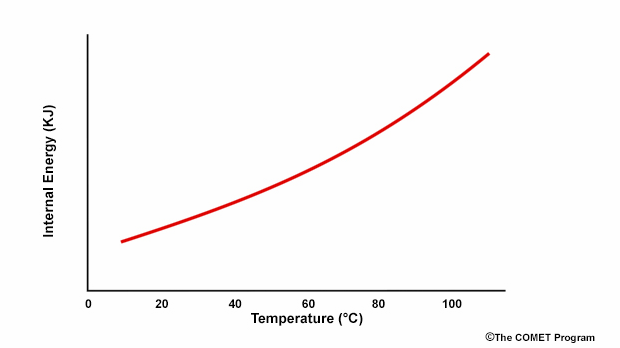 Internal Energy (KJ)
0 20 40 60 80 100
Temperature (°C)
©The COMET Program